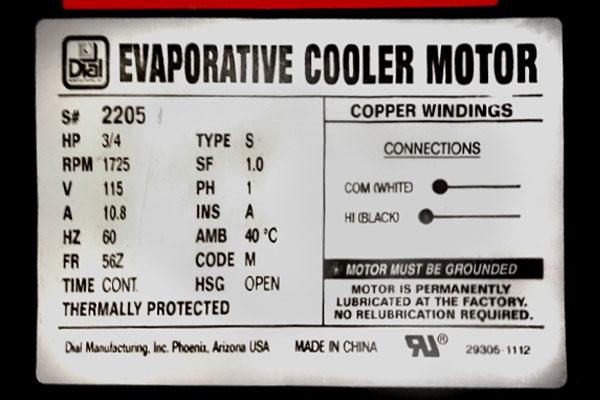 Dial EVAPORATIVE COOLER MOTOR
S# 2205
HP 3/4 TYPE S
RPM 1725 SF 1.0
V 115 PH 1
A 10.8 INS A
HZ 60 AMB 40 °C
FR 56Z CODE M
TIME CONT. HSG OPEN
THERMALLY PROTECTED
COPPER WINDINGS
CONNECTIONS
COM (WHITE)
HI (BLACK)
MOTOR MUST BE GROUNDED
MOTOR IS PERMANENTLY
LUBRICATED AT THE FACTORY.
NO RELUBRICATION REQUIRED.
Dial Manufacturing, Inc. Phoenix, Arizona USA MADE IN CHINA RU® 29305-1112